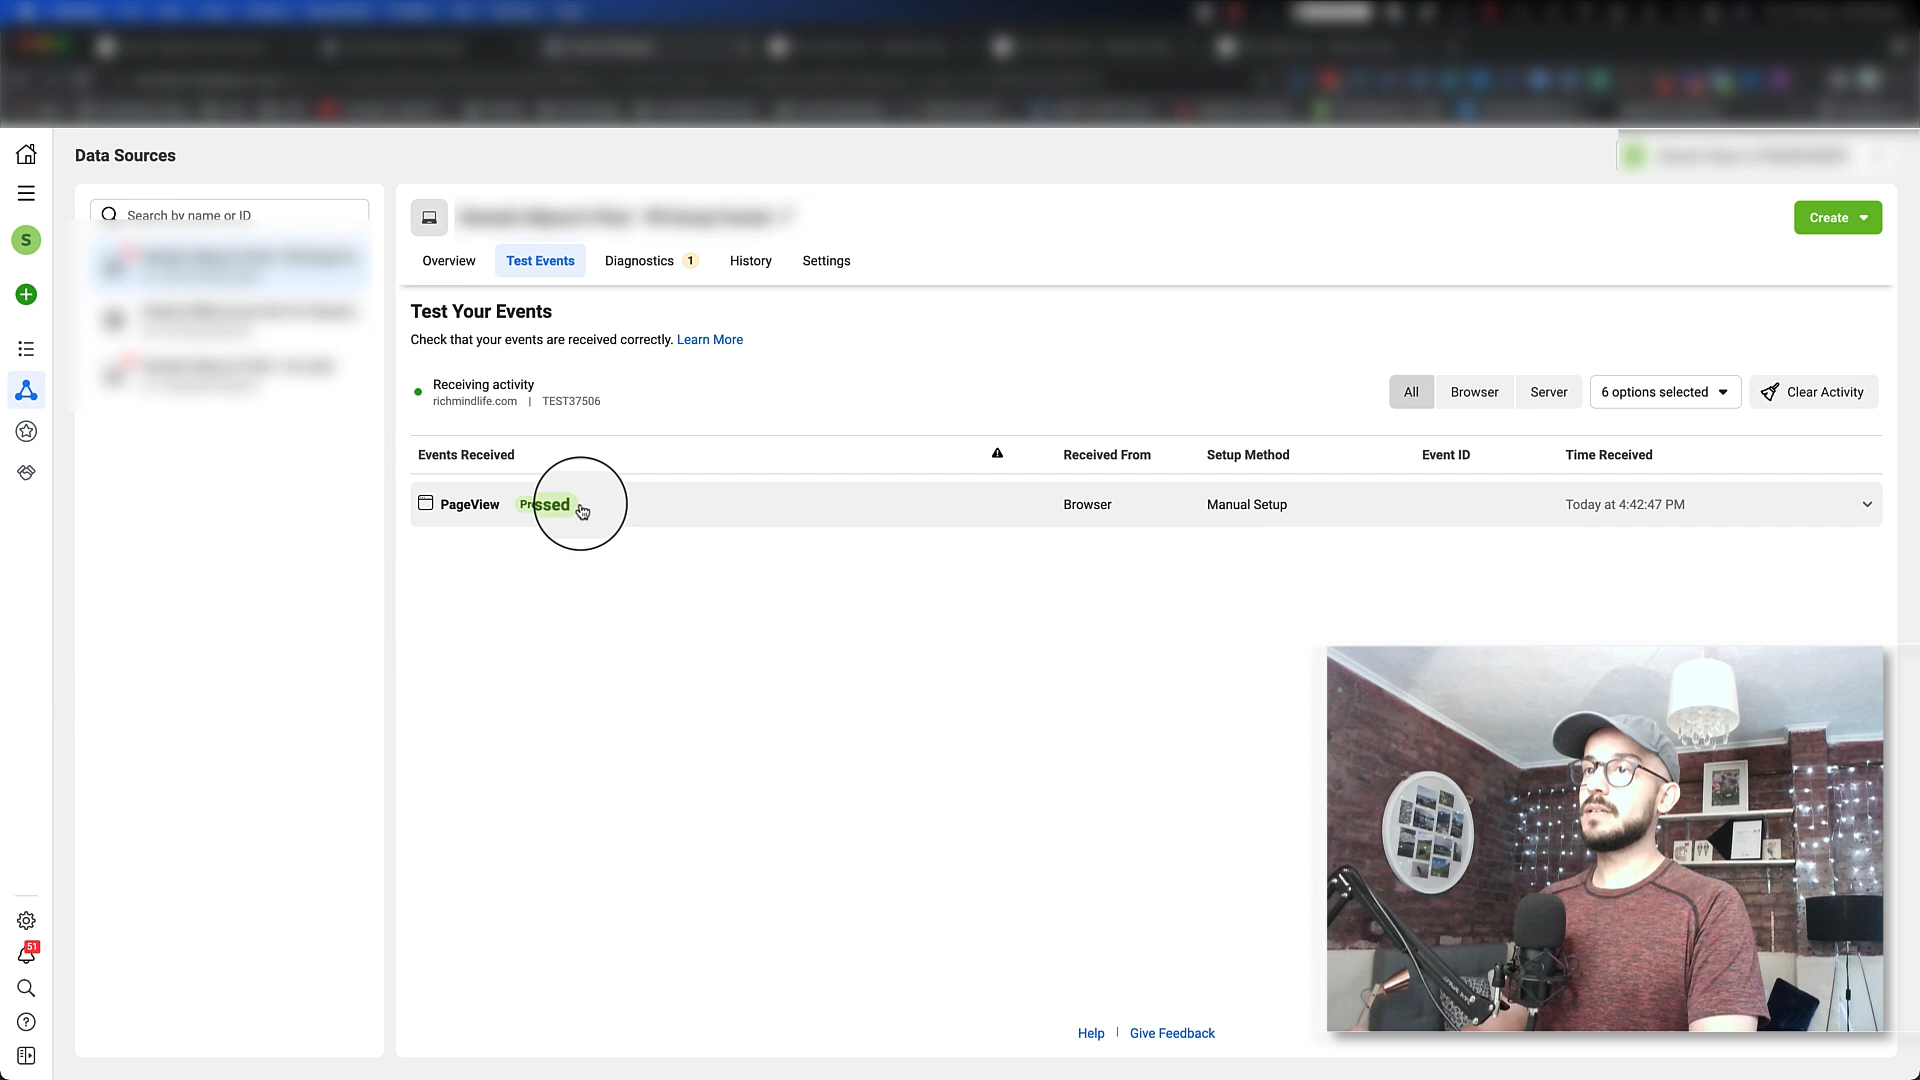 Data Sources
Search by name or ID
Create
Overview
Test Events
Diagnostics 1
History
Settings
Test Your Events
Check that your events are received correctly. Learn More
Receiving activity
richmindlife.com | TEST37506
All
Browser
Server
6 options selected
Clear Activity
Events Received
Received From
Setup Method
Event ID
Time Received
PageView
Browser
Manual Setup
Today at 4:42:47 PM
S
51
Help | Give Feedback